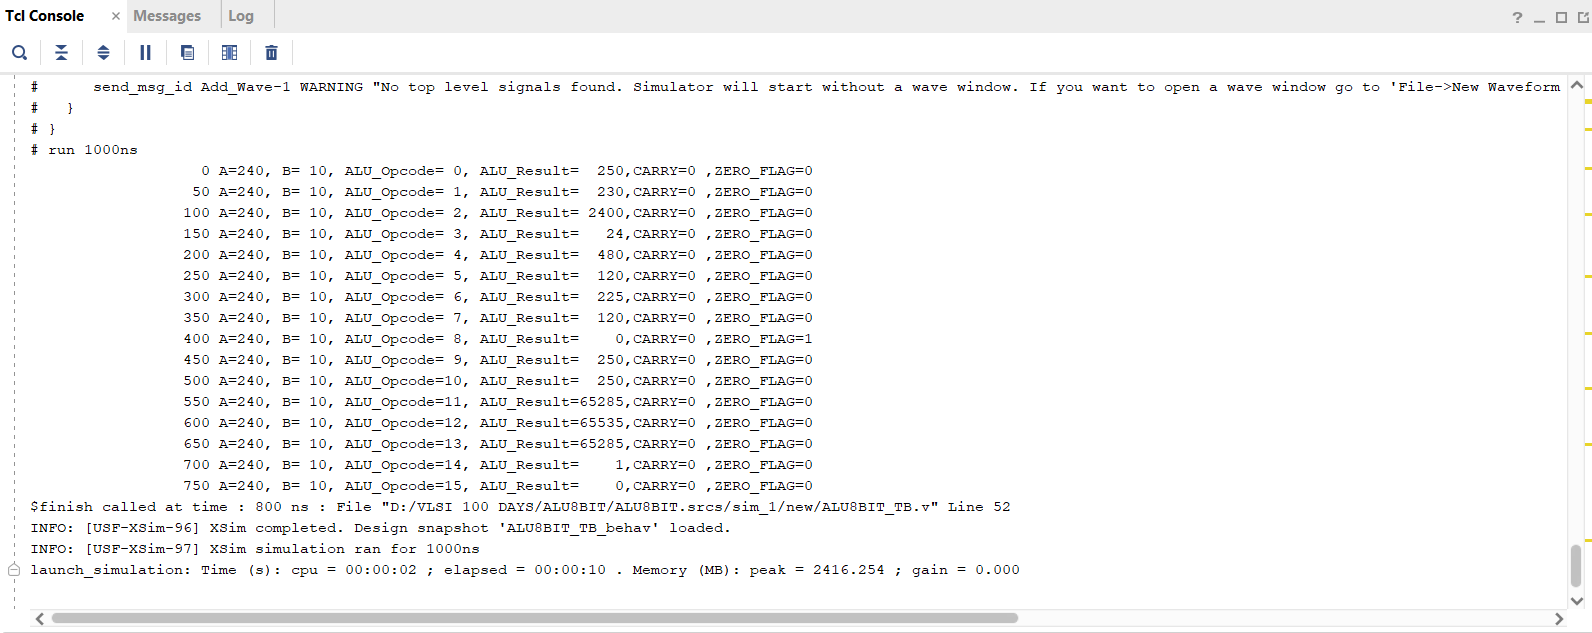 Tcl Console × Messages Log ? _
# send_msg_id Add_Wave-1 WARNING "No top level signals found. Simulator will start without a wave window. If you want to open a wave window go to 'File->New Waveform
# }
# }
# run 1000ns
0 A=240, B= 10, ALU_Opcode= 0, ALU_Result=  250,CARRY=0 ,ZERO_FLAG=0
50 A=240, B= 10, ALU_Opcode= 1, ALU_Result=  230,CARRY=0 ,ZERO_FLAG=0
100 A=240, B= 10, ALU_Opcode= 2, ALU_Result= 2400,CARRY=0 ,ZERO_FLAG=0
150 A=240, B= 10, ALU_Opcode= 3, ALU_Result=   24,CARRY=0 ,ZERO_FLAG=0
200 A=240, B= 10, ALU_Opcode= 4, ALU_Result=  480,CARRY=0 ,ZERO_FLAG=0
250 A=240, B= 10, ALU_Opcode= 5, ALU_Result=  120,CARRY=0 ,ZERO_FLAG=0
300 A=240, B= 10, ALU_Opcode= 6, ALU_Result=  225,CARRY=0 ,ZERO_FLAG=0
350 A=240, B= 10, ALU_Opcode= 7, ALU_Result=  120,CARRY=0 ,ZERO_FLAG=0
400 A=240, B= 10, ALU_Opcode= 8, ALU_Result=    0,CARRY=0 ,ZERO_FLAG=1
450 A=240, B= 10, ALU_Opcode= 9, ALU_Result=  250,CARRY=0 ,ZERO_FLAG=0
500 A=240, B= 10, ALU_Opcode=10, ALU_Result=  250,CARRY=0 ,ZERO_FLAG=0
550 A=240, B= 10, ALU_Opcode=11, ALU_Result=65285,CARRY=0 ,ZERO_FLAG=0
600 A=240, B= 10, ALU_Opcode=12, ALU_Result=65535,CARRY=0 ,ZERO_FLAG=0
650 A=240, B= 10, ALU_Opcode=13, ALU_Result=65285,CARRY=0 ,ZERO_FLAG=0
700 A=240, B= 10, ALU_Opcode=14, ALU_Result=    1,CARRY=0 ,ZERO_FLAG=0
750 A=240, B= 10, ALU_Opcode=15, ALU_Result=    0,CARRY=0 ,ZERO_FLAG=0
$finish called at time : 800 ns : File "D:/VLSI 100 DAYS/ALU8BIT/ALU8BIT.srcs/sim_1/new/ALU8BIT_TB.v" Line 52
INFO: [USF-XSim-96] XSim completed. Design snapshot 'ALU8BIT_TB_behav' loaded.
INFO: [USF-XSim-97] XSim simulation ran for 1000ns
launch_simulation: Time (s): cpu = 00:00:02 ; elapsed = 00:00:10 . Memory (MB): peak = 2416.254 ; gain = 0.000